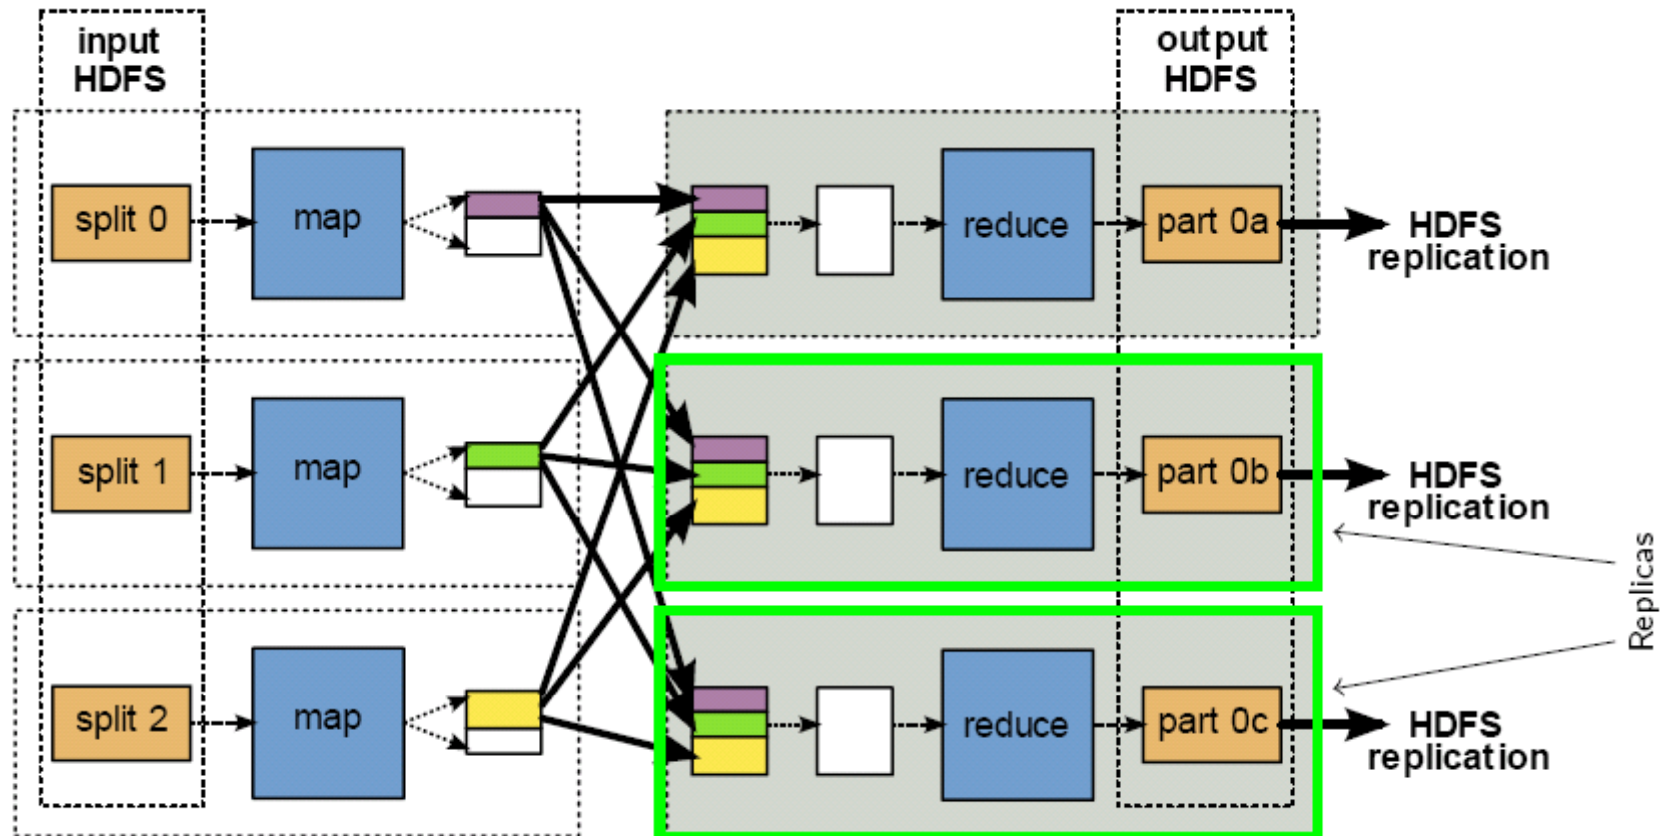 input
HDFS
output
HDFS
split 0
map
reduce
part 0a
HDFS
replication
split 1
map
reduce
part 0b
HDFS
replication
Replicas
split 2
map
reduce
part 0c
HDFS
replication